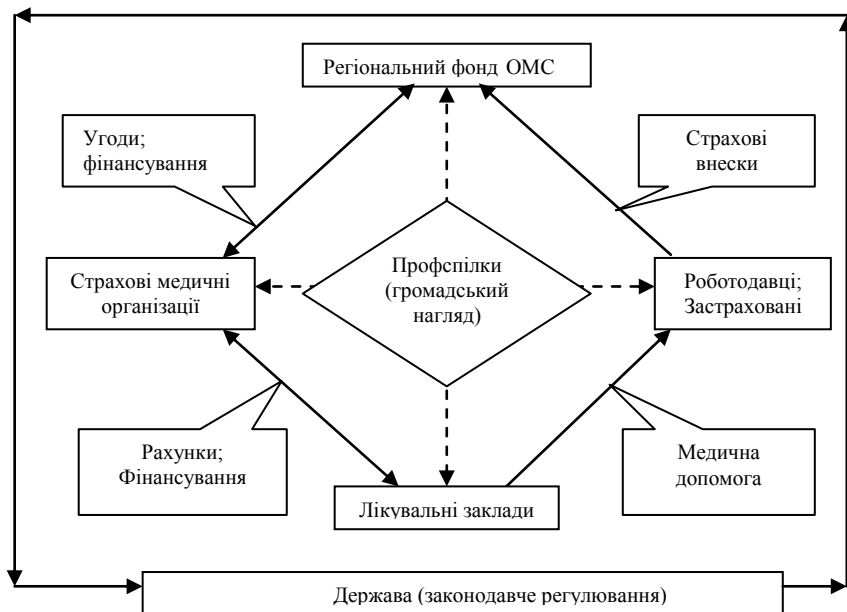 Регіональний фонд ОМС
Угоди;
фінансування
Страхові
внески
Профспілки
(громадський
нагляд)
Страхові медичні
організації
Роботодавці;
Застраховані
Рахунки;
Фінансування
Медична
допомога
Лікувальні заклади
Держава (законодавче регулювання)